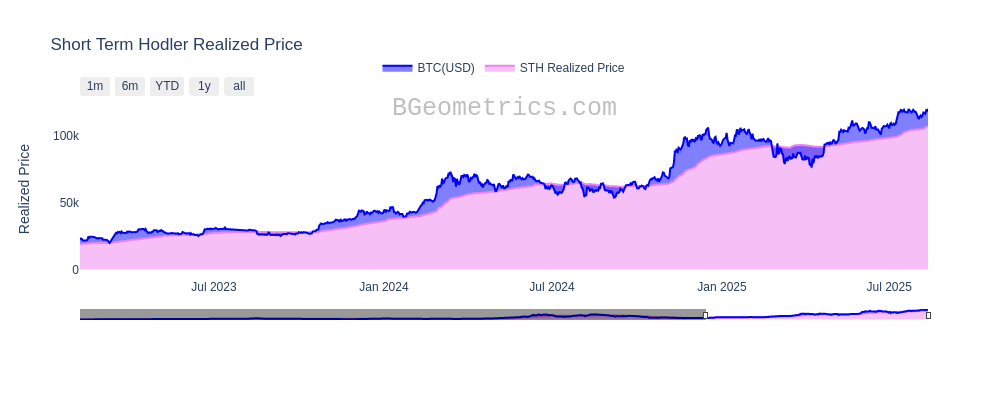 Short Term Hodler Realized Price
BTC(USD) STH Realized Price
1m 6m YTD 1y all
BGeometrics.com
Realized Price
100k
50k
0
Jul 2023 Jan 2024 Jul 2024 Jan 2025 Jul 2025